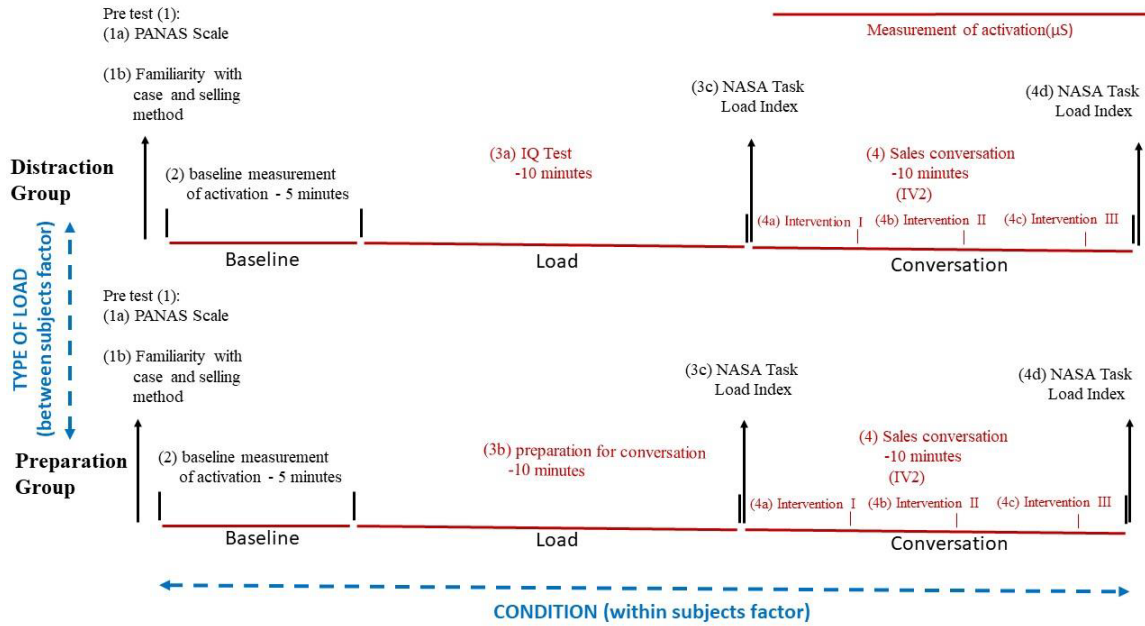 Pre test (1):
(1a) PANAS Scale
Measurement of activation(μS)
(1b) Familiarity with
case and selling
method
(3c) NASA Task
Load Index
(4d) NASA Task
Load Index
Distraction
Group
(2) baseline measurement
of activation - 5 minutes
(3a) IQ Test
-10 minutes
(4) Sales conversation
-10 minutes
(IV2)
(4a) Intervention I
(4b) Intervention II
(4c) Intervention III
Baseline
Load
Conversation
TYPE OF LOAD
(between subjects factor)
Pre test (1):
(1a) PANAS Scale
(1b) Familiarity with
case and selling
method
(3c) NASA Task
Load Index
(4d) NASA Task
Load Index
Preparation
Group
(2) baseline measurement
of activation - 5 minutes
(3b) preparation for conversation
-10 minutes
(4) Sales conversation
-10 minutes
(IV2)
(4a) Intervention I
(4b) Intervention II
(4c) Intervention III
Baseline
Load
Conversation
CONDITION (within subjects factor)